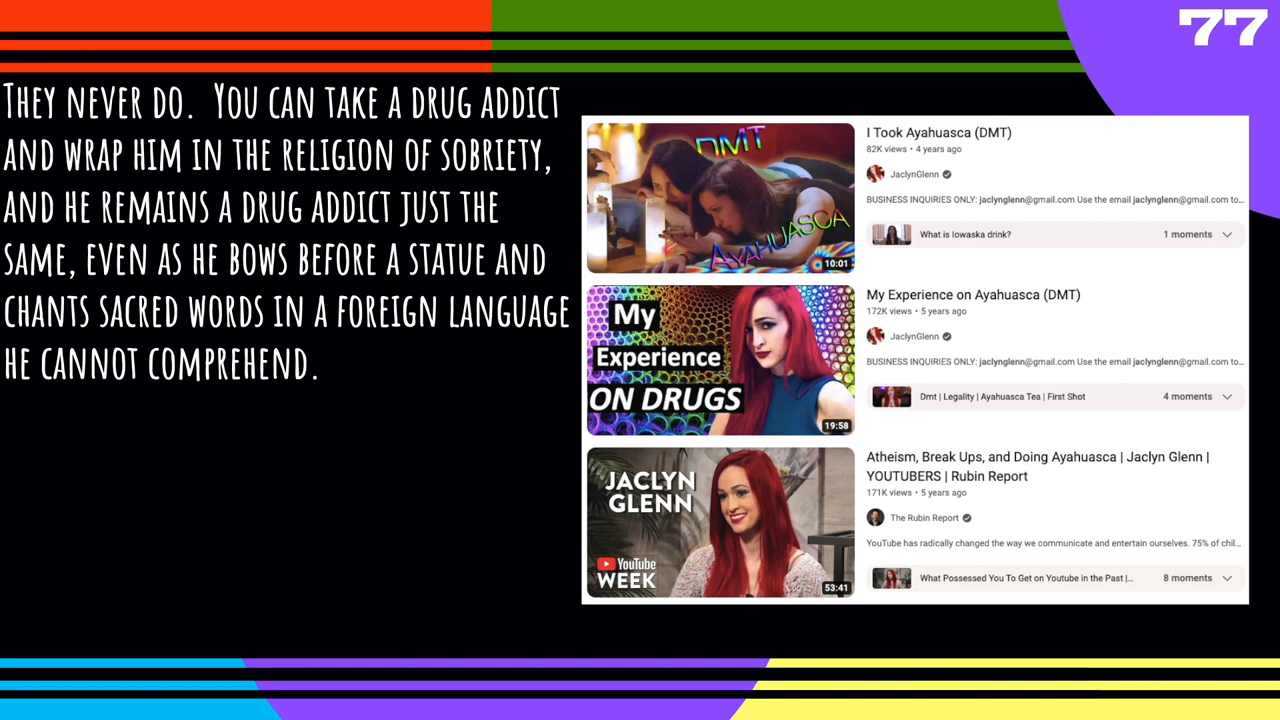 77
They never do. You can take a drug addict
and wrap him in the religion of sobriety,
and he remains a drug addict just the
same, even as he bows before a statue and
chants sacred words in a foreign language
he cannot comprehend.
DMT
Ayahuasca
10:01
I Took Ayahuasca (DMT)
82K views • 4 years ago
JaclynGlenn
BUSINESS INQUIRIES ONLY: jaclynglenn@gmail.com Use the email jaclynglenn@gmail.com to...
What is Iowaska drink?
1 moments
My
Experience
ON DRUGS
19:58
My Experience on Ayahuasca (DMT)
172K views • 5 years ago
JaclynGlenn
BUSINESS INQUIRIES ONLY: jaclynglenn@gmail.com Use the email jaclynglenn@gmail.com to...
Dmt | Legality | Ayahuasca Tea | First Shot
4 moments
JACLYN
GLENN
YouTube
WEEK
53:41
Atheism, Break Ups, and Doing Ayahuasca | Jaclyn Glenn |
YOUTUBERS | Rubin Report
171K views • 5 years ago
The Rubin Report
YouTube has radically changed the way we communicate and entertain ourselves. 75% of chil...
What Possessed You To Get on Youtube in the Past |...
8 moments